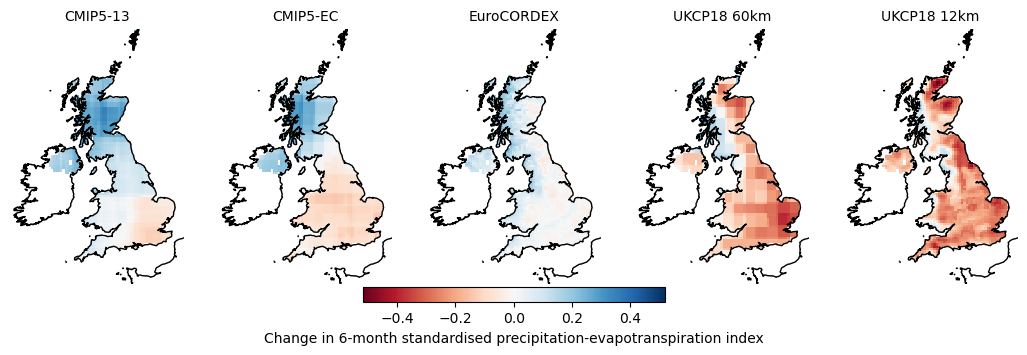 CMIP5-13 CMIP5-EC EuroCORDEX UKCP18 60km UKCP18 12km
−0.4 −0.2 0.0 0.2 0.4
Change in 6-month standardised precipitation-evapotranspiration index